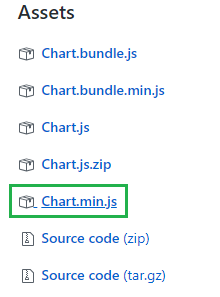 Assets
Chart.bundle.js
Chart.bundle.min.js
Chart.js
Chart.js.zip
Chart.min.js
Source code (zip)
Source code (tar.gz)